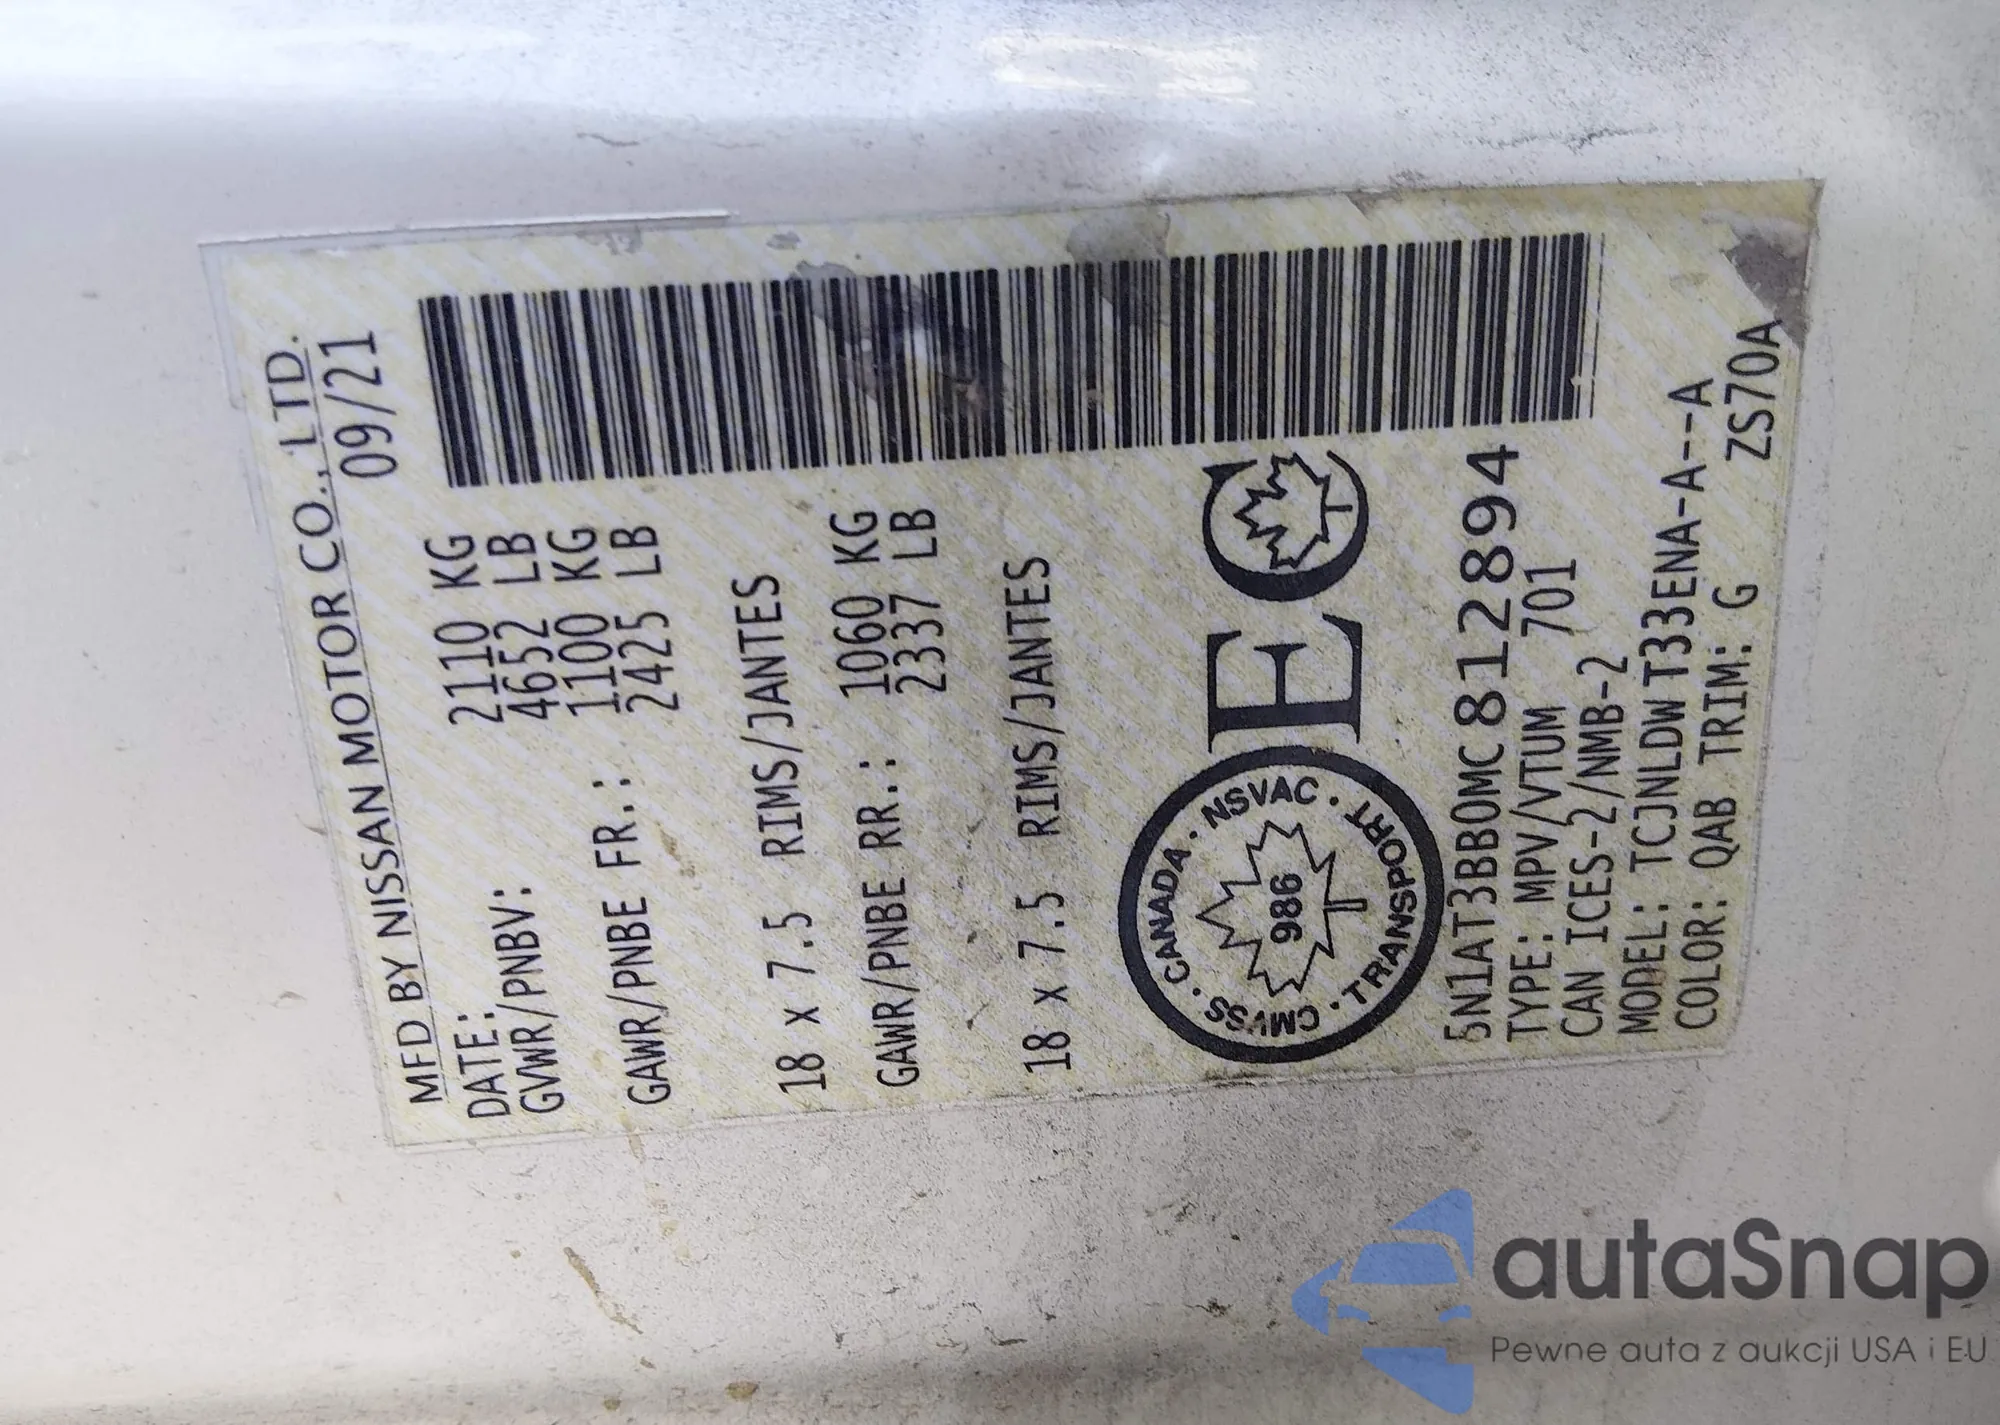 MFD BY NISSAN MOTOR CO., LTD.
DATE: 09/21
GVWR/PNBV: 2110 KG
4652 LB
GAWR/PNBE FR.: 1100 KG
2425 LB
18 x 7.5 RIMS/JANTES
GAWR/PNBE RR.: 1060 KG
2337 LB
18 x 7.5 RIMS/JANTES
CANADA · NSVAC · TRANSPORT · CMVSS ·
986
EC
5N1AT3BB0MC812894
TYPE: MPV/VTUM 701
CAN ICES-2/NMB-2
MODEL: TCJNLDWT33ENA-A--A
COLOR: QAB TRIM: G ZS70A
autaSnap
Pewne auta z aukcji USA i EU